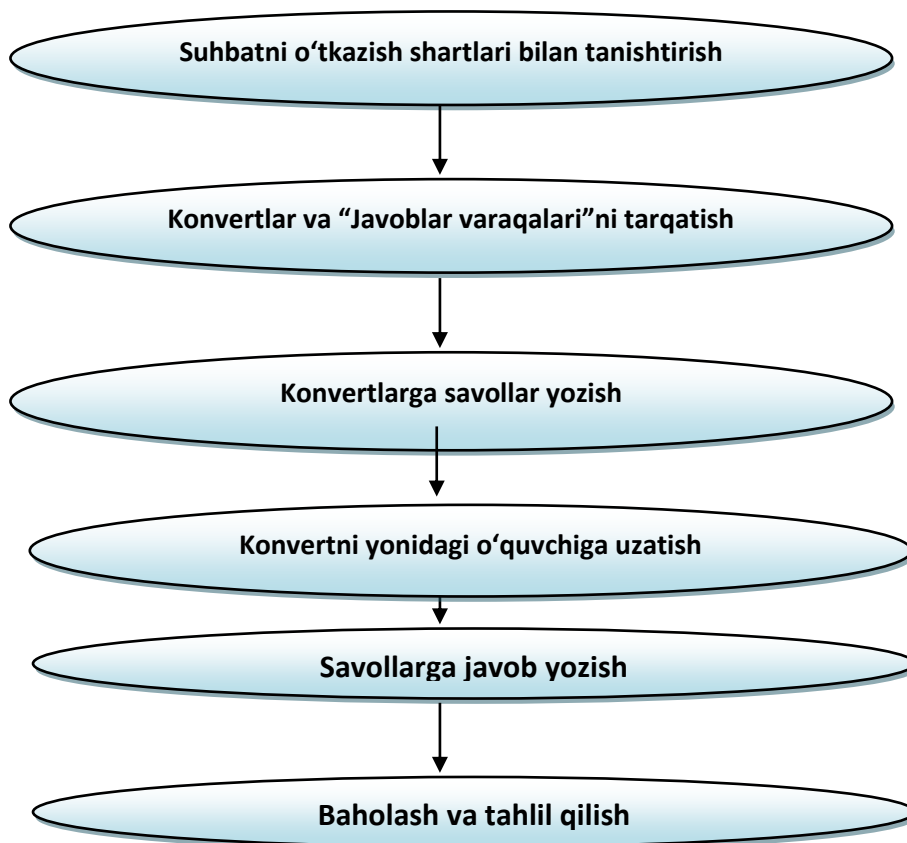 Suhbatni o‘tkazish shartlari bilan tanishtirish
Konvertlar va “Javoblar varaqalari”ni tarqatish
Konvertlarga savollar yozish
Konvertni yonidagi o‘quvchiga uzatish
Savollarga javob yozish
Baholash va tahlil qilish